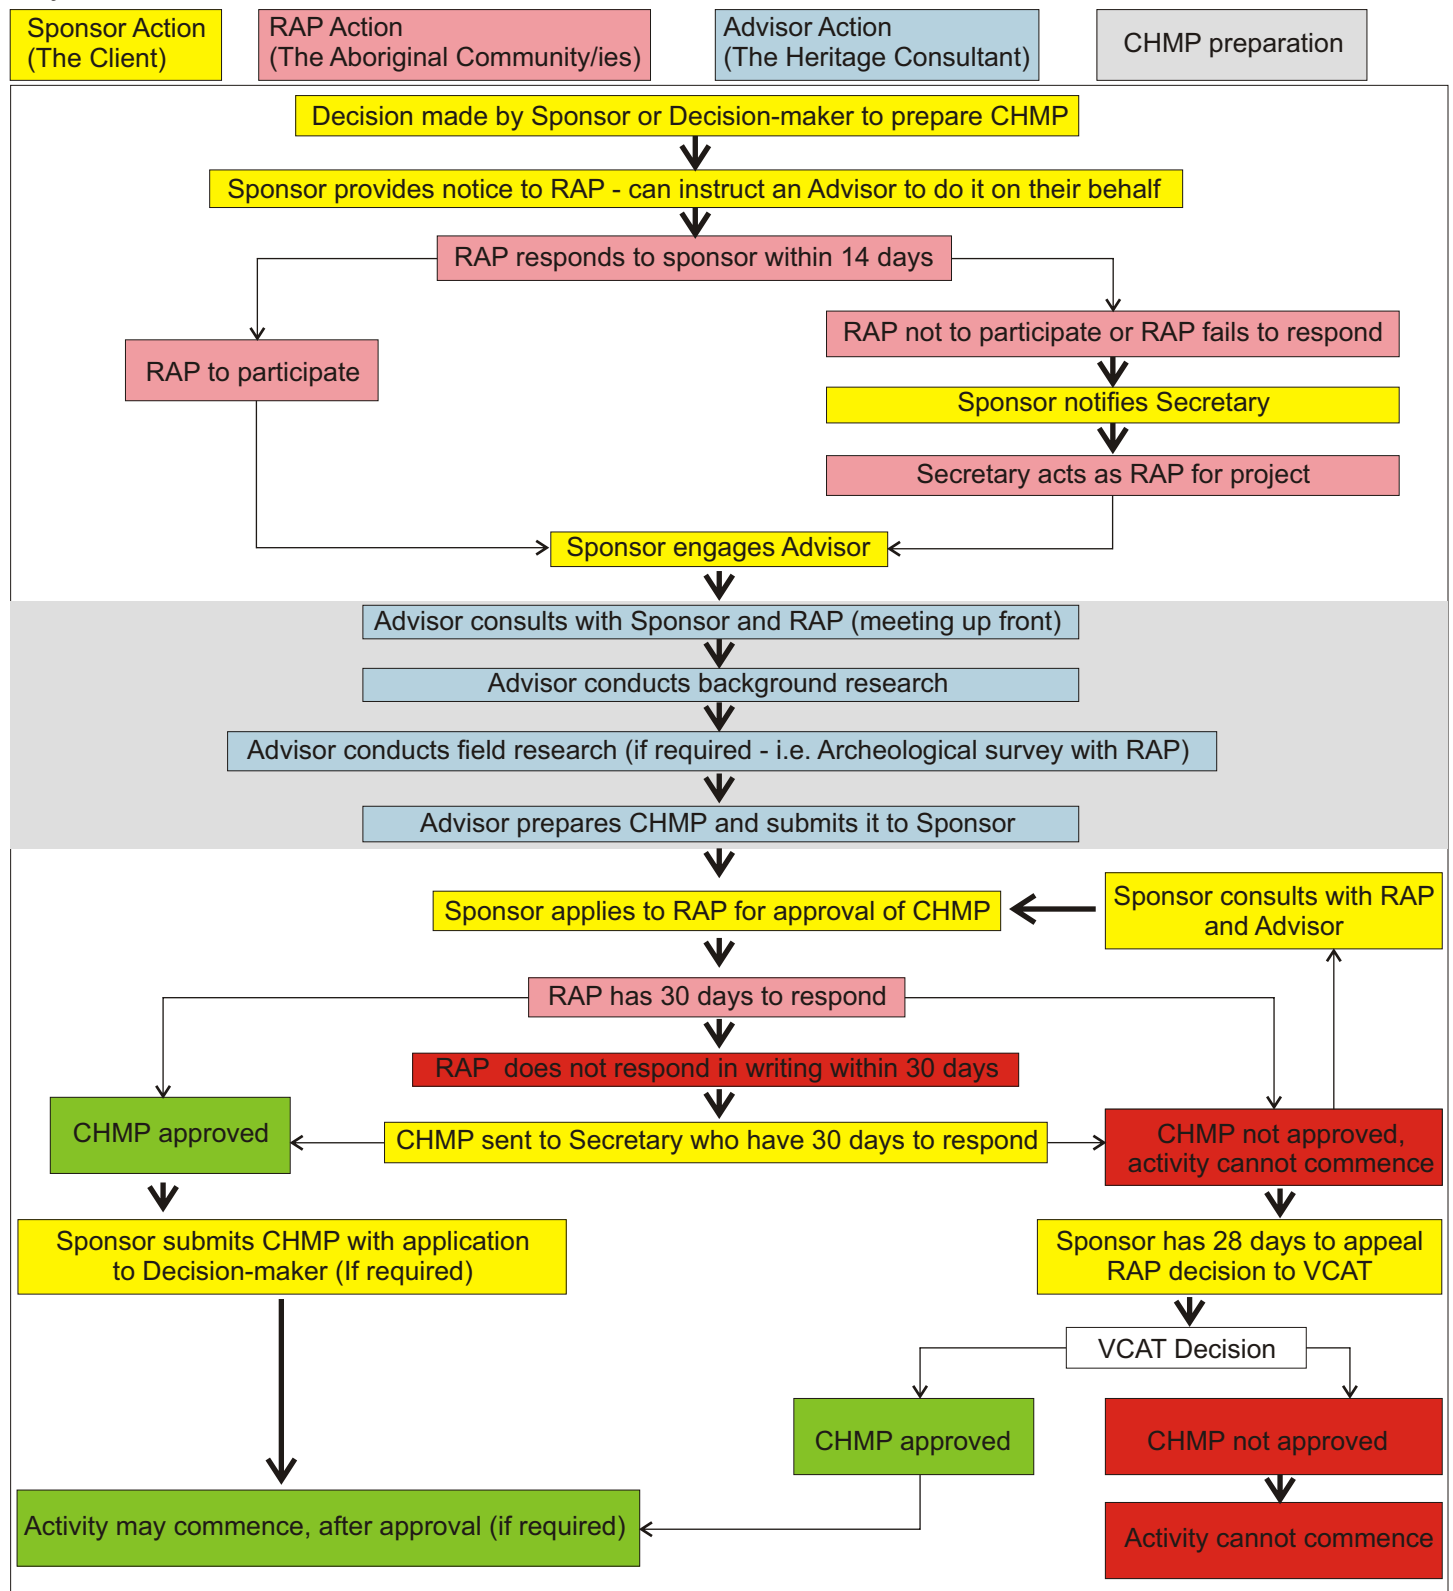 Sponsor Action
(The Client)
RAP Action
(The Aboriginal Community/ies)
Advisor Action
(The Heritage Consultant)
CHMP preparation
Decision made by Sponsor or Decision-maker to prepare CHMP
Sponsor provides notice to RAP - can instruct an Advisor to do it on their behalf
RAP responds to sponsor within 14 days
RAP to participate
RAP not to participate or RAP fails to respond
Sponsor notifies Secretary
Secretary acts as RAP for project
Sponsor engages Advisor
Advisor consults with Sponsor and RAP (meeting up front)
Advisor conducts background research
Advisor conducts field research (if required - i.e. Archeological survey with RAP)
Advisor prepares CHMP and submits it to Sponsor
Sponsor applies to RAP for approval of CHMP
Sponsor consults with RAP
and Advisor
RAP has 30 days to respond
RAP does not respond in writing within 30 days
CHMP approved
CHMP sent to Secretary who have 30 days to respond
CHMP not approved,
activity cannot commence
Sponsor submits CHMP with application
to Decision-maker (If required)
Sponsor has 28 days to appeal
RAP decision to VCAT
VCAT Decision
CHMP approved
CHMP not approved
Activity may commence, after approval (if required)
Activity cannot commence